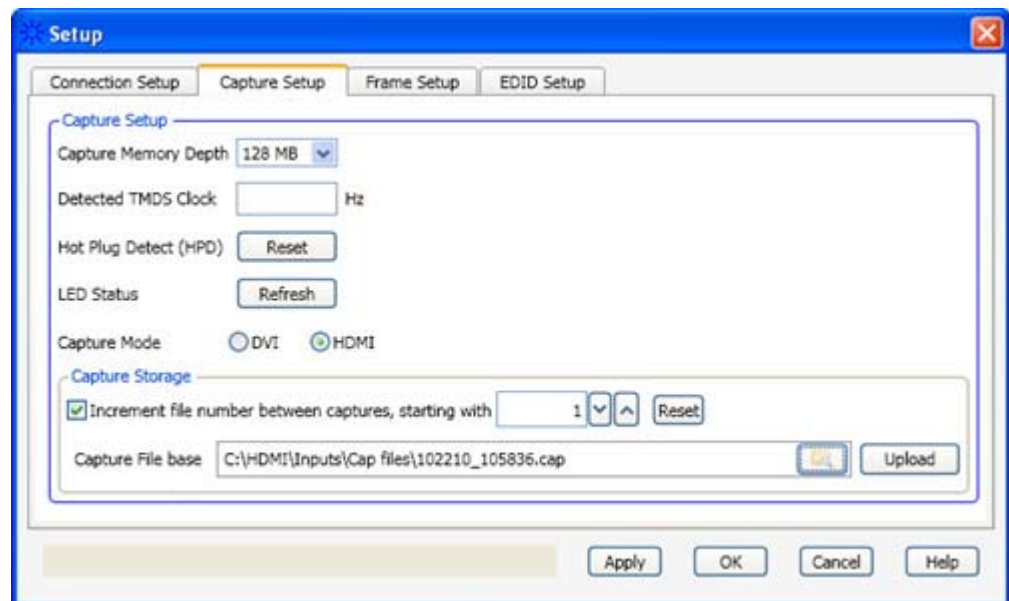 Setup
Connection Setup Capture Setup Frame Setup EDID Setup
Capture Setup
Capture Memory Depth 128 MB
Detected TMDS Clock Hz
Hot Plug Detect (HPD) Reset
LED Status Refresh
Capture Mode DVI HDMI
Capture Storage
Increment file number between captures, starting with 1 Reset
Capture File base C:\HDMI\Inputs\Cap files\102210_105836.cap Upload
Apply OK Cancel Help